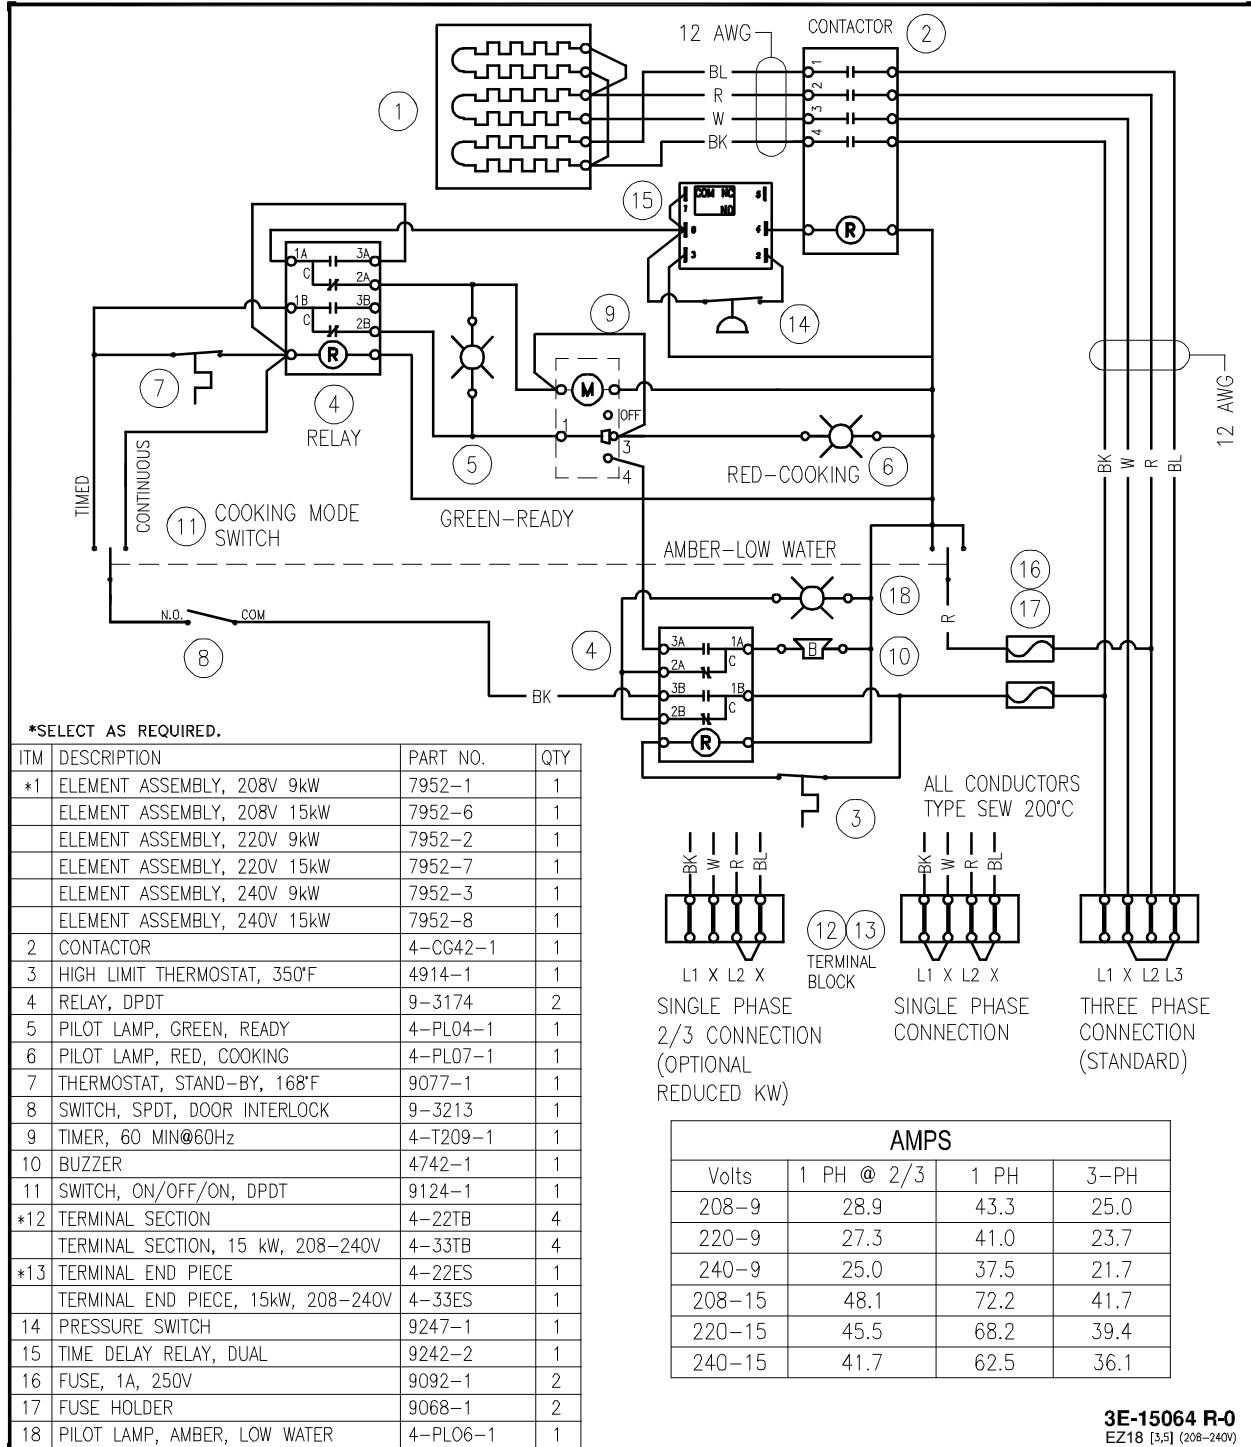 12 AWG
CONTACTOR
2
1
BL
R
W
BK
1
2
3
4
15
COM NC
NO
7
5
6
4
3
2
R
1A
3A
C
2A
1B
3B
C
2B
R
4
RELAY
7
9
14
M
OFF
1
3
4
5
RED-COOKING
6
12 AWG
BK
W
R
BL
TIMED
CONTINUOUS
11
COOKING MODE
SWITCH
GREEN-READY
AMBER-LOW WATER
16
17
18
R
N.O.
COM
8
4
3A
1A
2A
C
B
10
BK
3B
1B
2B
C
R
3
ALL CONDUCTORS
TYPE SEW 200°C
BK W R BL
BK W R BL
12 13
TERMINAL
BLOCK
L1 X L2 X
L1 X L2 X
L1 X L2 L3
SINGLE PHASE
2/3 CONNECTION
(OPTIONAL
REDUCED KW)
SINGLE PHASE
CONNECTION
THREE PHASE
CONNECTION
(STANDARD)
*SELECT AS REQUIRED.
ITM DESCRIPTION PART NO. QTY
*1 ELEMENT ASSEMBLY, 208V 9kW 7952-1 1
ELEMENT ASSEMBLY, 208V 15kW 7952-6 1
ELEMENT ASSEMBLY, 220V 9kW 7952-2 1
ELEMENT ASSEMBLY, 220V 15kW 7952-7 1
ELEMENT ASSEMBLY, 240V 9kW 7952-3 1
ELEMENT ASSEMBLY, 240V 15kW 7952-8 1
2 CONTACTOR 4-CG42-1 1
3 HIGH LIMIT THERMOSTAT, 350°F 4914-1 1
4 RELAY, DPDT 9-3174 2
5 PILOT LAMP, GREEN, READY 4-PL04-1 1
6 PILOT LAMP, RED, COOKING 4-PL07-1 1
7 THERMOSTAT, STAND-BY, 168°F 9077-1 1
8 SWITCH, SPDT, DOOR INTERLOCK 9-3213 1
9 TIMER, 60 MIN@60Hz 4-T209-1 1
10 BUZZER 4742-1 1
11 SWITCH, ON/OFF/ON, DPDT 9124-1 1
*12 TERMINAL SECTION 4-22TB 4
TERMINAL SECTION, 15 kW, 208-240V 4-33TB 4
*13 TERMINAL END PIECE 4-22ES 1
TERMINAL END PIECE, 15kW, 208-240V 4-33ES 1
14 PRESSURE SWITCH 9247-1 1
15 TIME DELAY RELAY, DUAL 9242-2 1
16 FUSE, 1A, 250V 9092-1 2
17 FUSE HOLDER 9068-1 2
18 PILOT LAMP, AMBER, LOW WATER 4-PL06-1 1
AMPS
Volts 1 PH @ 2/3 1 PH 3-PH
208-9 28.9 43.3 25.0
220-9 27.3 41.0 23.7
240-9 25.0 37.5 21.7
208-15 48.1 72.2 41.7
220-15 45.5 68.2 39.4
240-15 41.7 62.5 36.1
3E-15064 R-0
EZ18 [3,5] (208-240V)